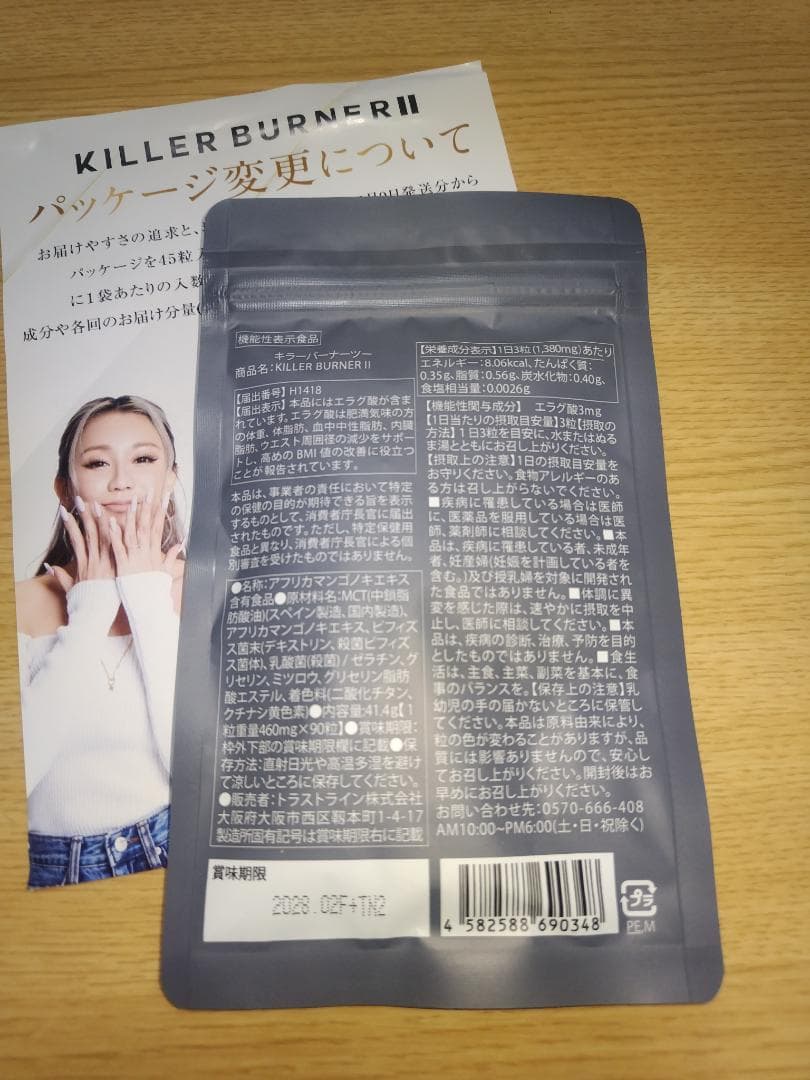 KILLER BURNER II
パッケージ変更について
お届けやすさの追求と、
日発送分から
パッケージを45粒
に1袋あたりの入数
成分や各回のお届け分量(
機能性表示食品
キラーバーナーツー
商品名:KILLER BURNER II
【届出番号】H1418
【届出表示】本品にはエラグ酸が含ま
れています。エラグ酸は肥満気味の方
の体重、体脂肪、血中中性脂肪、内臓
脂肪、ウエスト周囲径の減少をサポー
トし、高めのBMI値の改善に役立つ
ことが報告されています。
本品は、事業者の責任において特定
の保健の目的が期待できる旨を表示
するものとして、消費者庁長官に届出
されたものです。ただし、特定保健用
食品と異なり、消費者庁長官による個
別審査を受けたものではありません。
●名称:アフリカマンゴノキエキス
含有食品●原材料名:MCT(中鎖脂
肪酸油)(スペイン製造、国内製造)、
アフリカマンゴノキエキス、ビフィズ
ス菌末(デキストリン、殺菌ビフィズ
ス菌体)、乳酸菌(殺菌) / ゼラチン、グ
リセリン、ミツロウ、グリセリン脂肪
酸エステル、着色料(二酸化チタン、
クチナシ黄色素)●内容量:41.4g【1
粒重量460mg×90粒】●賞味期限:
枠外下部の賞味期限欄に記載●保
存方法:直射日光や高温多湿を避け
て涼しいところに保存してください。
●販売者:トラストライン株式会社
大阪府大阪市西区靱本町1-4-17
製造所固有記号は賞味期限右に記載
【栄養成分表示】1日3粒(1,380mg)あたり
エネルギー:8.06kcal、たんぱく質:
0.35g、脂質:0.56g、炭水化物:0.40g、
食塩相当量:0.0026g
【機能性関与成分】 エラグ酸3mg
【1日当たりの摂取目安量】3粒【摂取の
方法】1日3粒を目安に、水またはぬる
ま湯とともにお召し上がりください。
【摂取上の注意】1日の摂取目安量を
お守りください。食物アレルギーのあ
る方は召し上がらないでください。
■疾病に罹患している場合は医師
に、医薬品を服用している場合は医
師、薬剤師に相談してください。■本
品は、疾病に罹患している者、未成年
者、妊産婦(妊娠を計画している者を
含む。)及び授乳婦を対象に開発され
た食品ではありません。■体調に異
変を感じた際は、速やかに摂取を中
止し、医師に相談してください。■本
品は、疾病の診断、治療、予防を目的
としたものではありません。■食生
活は、主食、主菜、副菜を基本に、食
事のバランスを。【保存上の注意】乳
幼児の手の届かないところに保管し
てください。本品は原料由来により、
粒の色が変わることがありますが、品
質には影響ありませんので、安心し
てお召し上がりください。開封後はお
早めにお召し上がりください。
お問い合わせ先:0570-666-408
AM10:00~PM6:00(土・日・祝除く)
賞味期限
2028.02F+TN2
4 582588 690348
プラ
PE,M